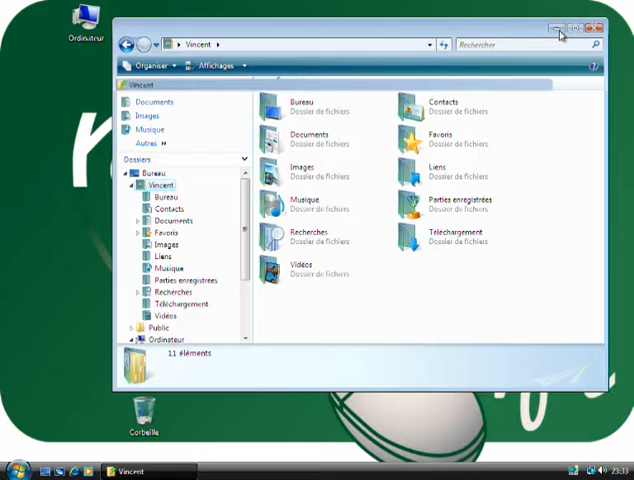 Ordinateur
Vincent
Rechercher
Organiser
Affichages
?
Vincent
Documents
Images
Musique
Autres »
Dossiers
Bureau
Vincent
Bureau
Contacts
Documents
Favoris
Images
Liens
Musique
Parties enregistrées
Recherches
Téléchargement
Vidéos
Public
Ordinateur
Bureau
Dossier de fichiers
Contacts
Dossier de fichiers
Documents
Dossier de fichiers
Favoris
Dossier de fichiers
Images
Dossier de fichiers
Liens
Dossier de fichiers
Musique
Dossier de fichiers
Parties enregistrées
Dossier de fichiers
Recherches
Dossier de fichiers
Téléchargement
Dossier de fichiers
Vidéos
Dossier de fichiers
11 éléments
Corbeille
Vincent
23:33